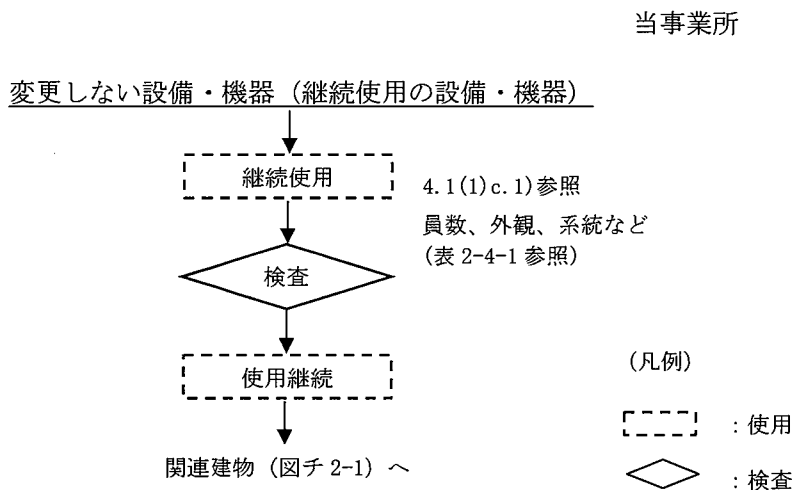 当事業所
変更しない設備・機器（継続使用の設備・機器）
継続使用
4.1(1)c.1)参照
員数、外観、系統など
(表 2-4-1 参照)
検査
使用継続
関連建物（図チ 2-1）へ
(凡例)
：使用
：検査